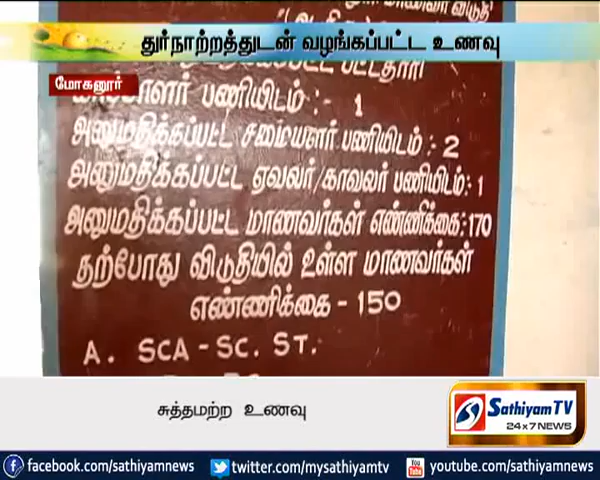 துர்நாற்றத்துடன் வழங்கப்பட்ட உணவு
மோகனூர்
பட்டதாரி
பணியிடம் :- 1
அனுமதிக்கப்பட்ட சமையளர் பணியிடம் :- 2
அனுமதிக்கப்பட்ட ஏவலர்/காவலர் பணியிடம்:- 1
அனுமதிக்கப்பட்ட மாணவர்கள் எண்ணிக்கை:170
தற்போது விடுதியில் உள்ள மாணவர்கள்
எண்ணிக்கை - 150
A. SCA - SC. ST.
சுத்தமற்ற உணவு
SathiyamTV
24x7 NEWS
facebook.com/sathiyamnews twitter.com/mysathiyamtv youtube.com/sathiyamnews